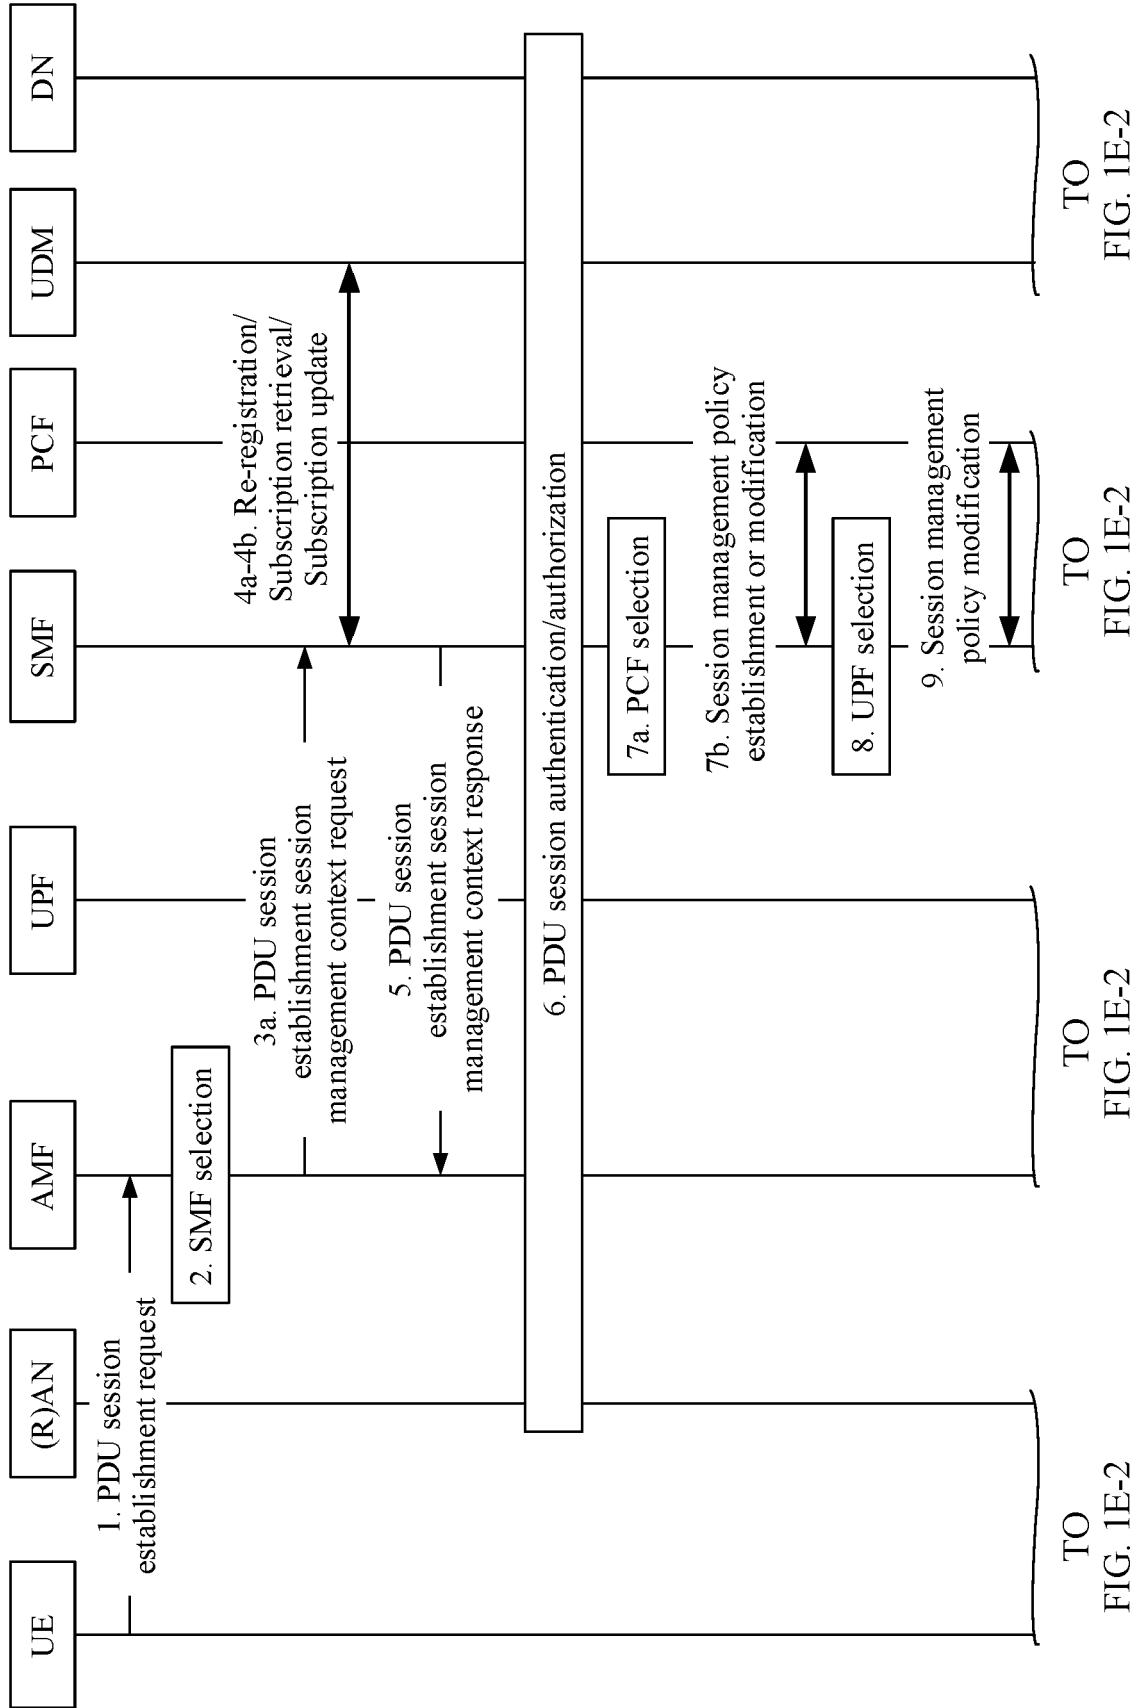 UE
(R)AN
AMF
UPF
SMF
PCF
UDM
DN
1. PDU session
establishment request
2. SMF selection
3a. PDU session
establishment session
management context request
4a-4b. Re-registration/
Subscription retrieval/
Subscription update
5. PDU session
establishment session
management context response
6. PDU session authentication/authorization
7a. PCF selection
7b. Session management policy
establishment or modification
8. UPF selection
9. Session management
policy modification
TO
FIG. 1E-2
TO
FIG. 1E-2
TO
FIG. 1E-2
TO
FIG. 1E-2